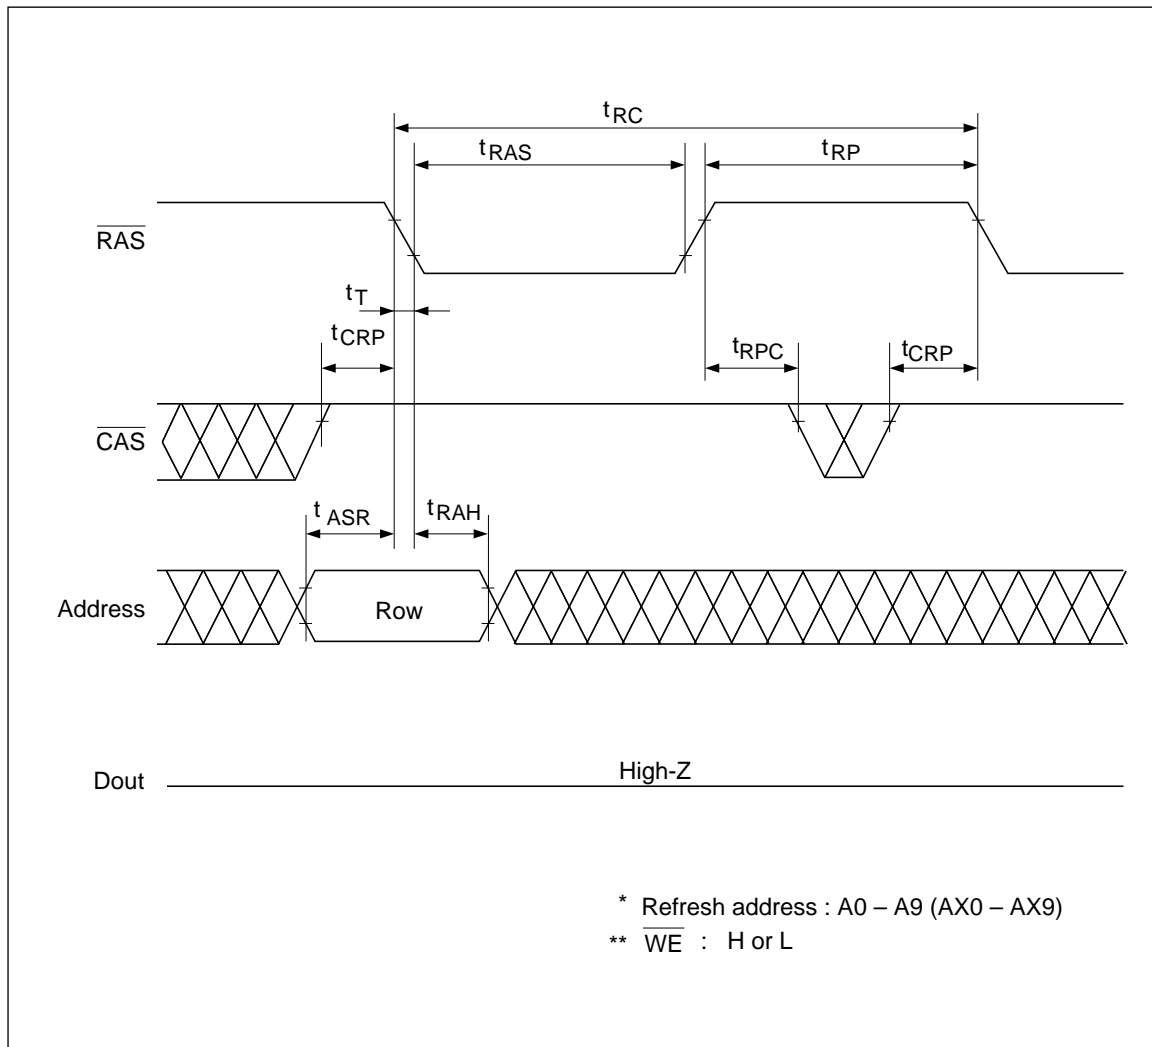 tRC
tRAS
tRP
RAS
tT
tCRP
tRPC
tCRP
CAS
tASR
tRAH
Address
Row
Dout
High-Z
* Refresh address : A0 – A9 (AX0 – AX9)
** WE : H or L